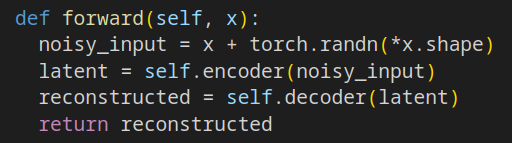 def forward(self, x):
  noisy_input = x + torch.randn(*x.shape)
  latent = self.encoder(noisy_input)
  reconstructed = self.decoder(latent)
  return reconstructed